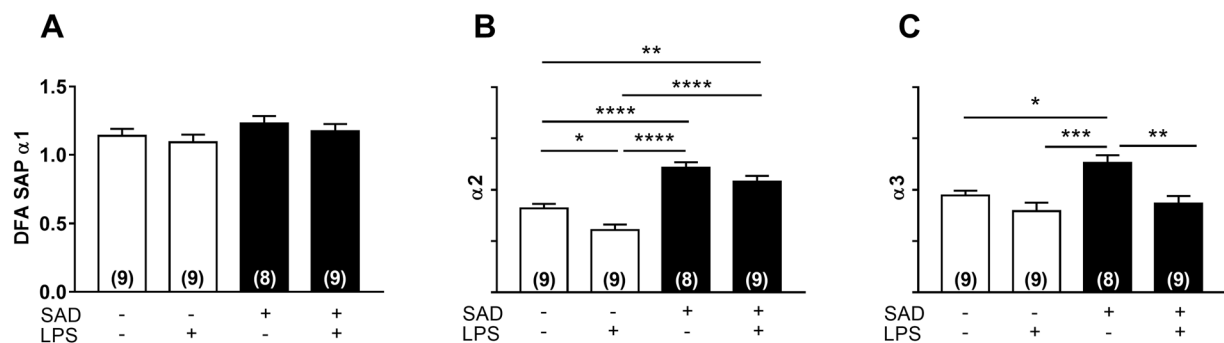 A
B
C
DFA SAP α1
1.5
1.0
0.5
0.0
(9) (9) (8) (9)
SAD - - + +
LPS - + - +
α2
**
****
****
* ****
(9) (9) (8) (9)
SAD - - + +
LPS - + - +
α3
*
*** **
(9) (9) (8) (9)
SAD - - + +
LPS - + - +